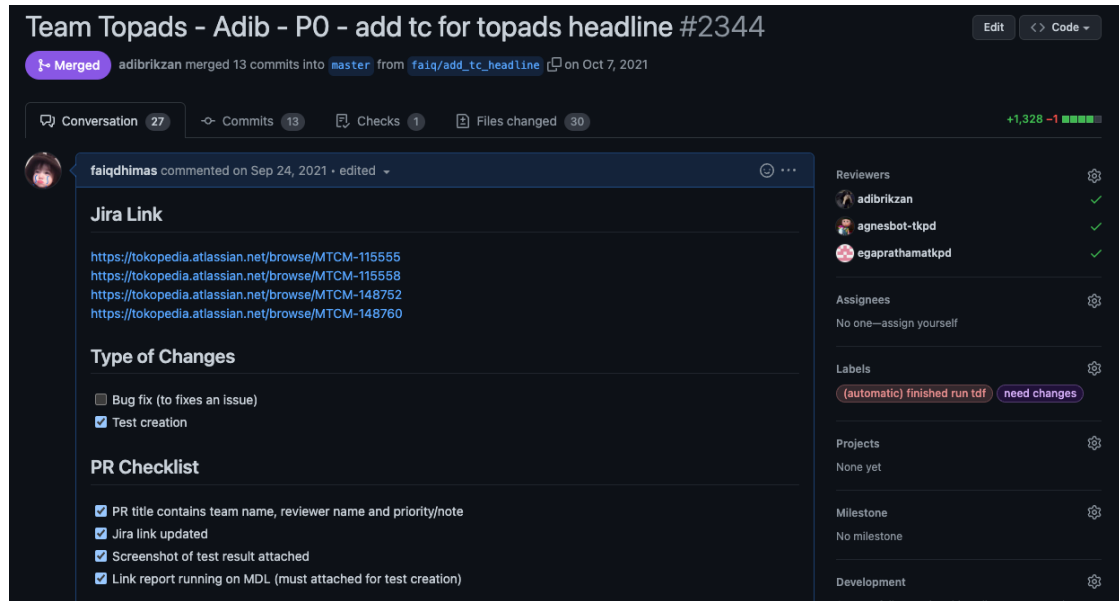 Team Topads - Adib - P0 - add tc for topads headline #2344
Edit
<> Code
Merged
adibrikzan merged 13 commits into master from faiq/add_tc_headline on Oct 7, 2021
Conversation 27
Commits 13
Checks 1
Files changed 30
+1,328 −1
faiqdhimas commented on Sep 24, 2021 • edited
Jira Link
https://tokopedia.atlassian.net/browse/MTCM-115555
https://tokopedia.atlassian.net/browse/MTCM-115558
https://tokopedia.atlassian.net/browse/MTCM-148752
https://tokopedia.atlassian.net/browse/MTCM-148760
Type of Changes
Bug fix (to fixes an issue)
Test creation
PR Checklist
PR title contains team name, reviewer name and priority/note
Jira link updated
Screenshot of test result attached
Link report running on MDL (must attached for test creation)
Reviewers
adibrikzan
agnesbot-tkpd
egaprathamatkpd
Assignees
No one—assign yourself
Labels
(automatic) finished run tdf
need changes
Projects
None yet
Milestone
No milestone
Development